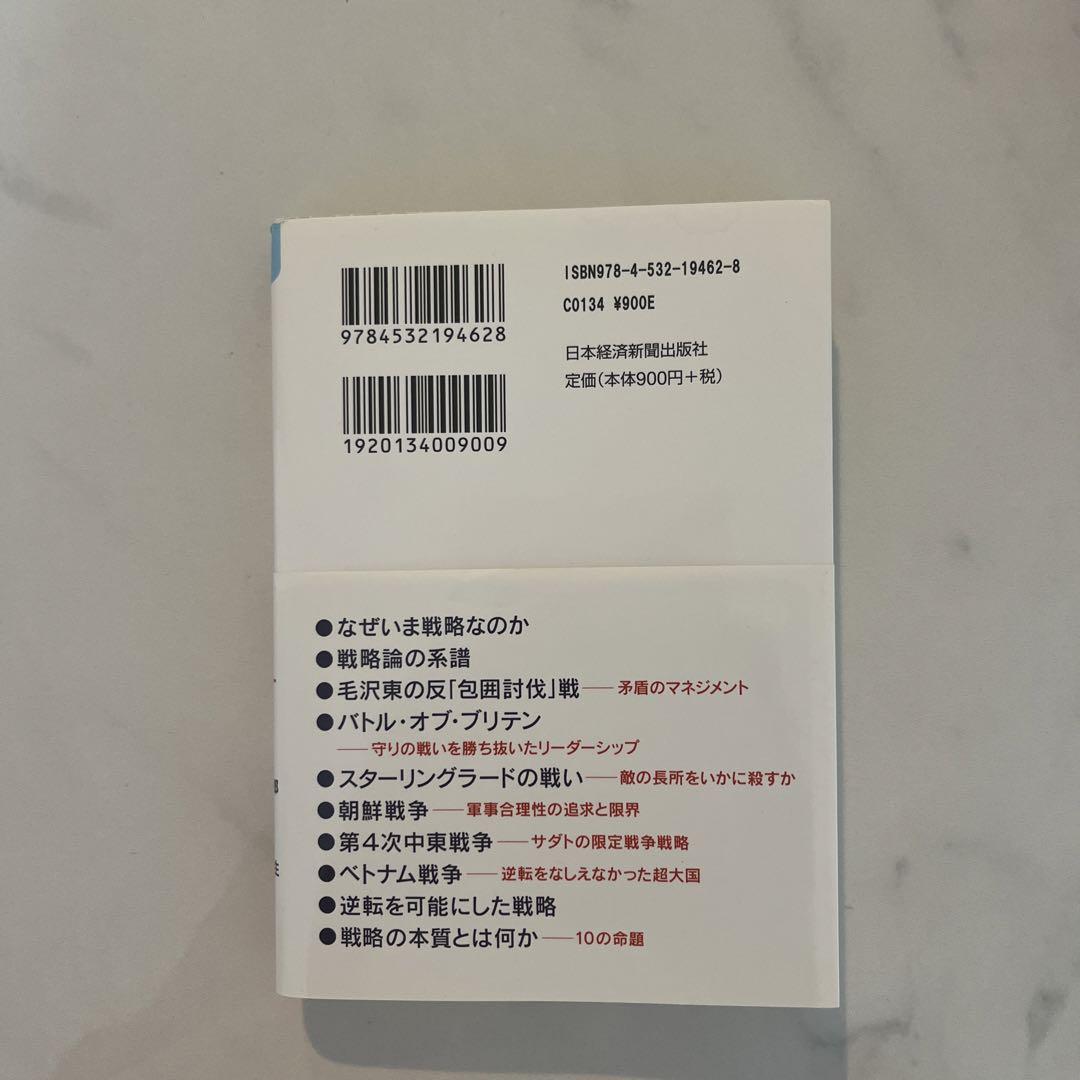 9784532194628
1920134009009
ISBN978-4-532-19462-8
C0134 ¥900E
日本経済新聞出版社
定価(本体900円+税)
●なぜいま戦略なのか
●戦略論の系譜
●毛沢東の反「包囲討伐」戦──矛盾のマネジメント
●バトル・オブ・ブリテン
──守りの戦いを勝ち抜いたリーダーシップ
●スターリングラードの戦い──敵の長所をいかに殺すか
●朝鮮戦争──軍事合理性の追求と限界
●第4次中東戦争──サダトの限定戦争戦略
●ベトナム戦争──逆転をなしえなかった超大国
●逆転を可能にした戦略
●戦略の本質とは何か──10の命題